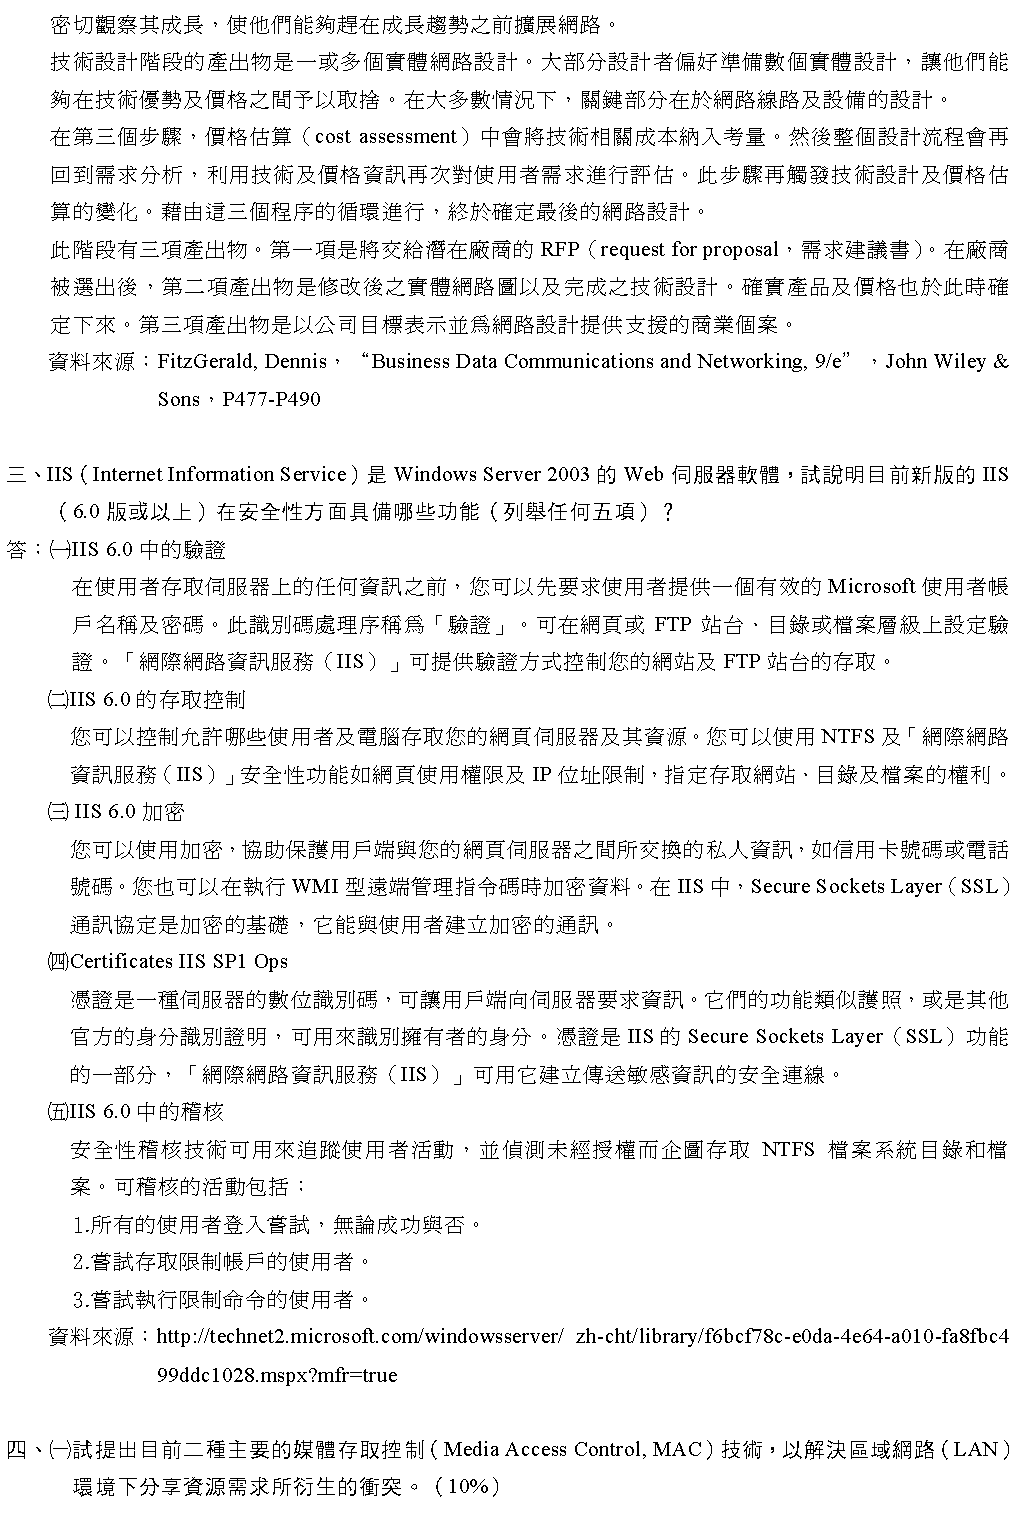 密切觀察其成長，使他們能夠趕在成長趨勢之前擴展網路。
技術設計階段的產出物是一或多個實體網路設計。大部分設計者偏好準備數個實體設計，讓他們能
夠在技術優勢及價格之間予以取捨。在大多數情況下，關鍵部分在於網路線路及設備的設計。
在第三個步驟，價格估算（cost assessment）中會將技術相關成本納入考量。然後整個設計流程會再
回到需求分析，利用技術及價格資訊再次對使用者需求進行評估。此步驟再觸發技術設計及價格估
算的變化。藉由這三個程序的循環進行，終於確定最後的網路設計。
此階段有三項產出物。第一項是將交給潛在廠商的 RFP（request for proposal，需求建議書）。在廠商
被選出後，第二項產出物是修改後之實體網路圖以及完成之技術設計。確實產品及價格也於此時確
定下來。第三項產出物是以公司目標表示並為網路設計提供支援的商業個案。
資料來源：FitzGerald, Dennis，“Business Data Communications and Networking, 9/e”，John Wiley &
Sons，P477-P490
三、IIS（Internet Information Service）是 Windows Server 2003 的 Web 伺服器軟體，試說明目前新版的 IIS
（6.0 版或以上）在安全性方面具備哪些功能（列舉任何五項）？
答：㈠IIS 6.0 中的驗證
在使用者存取伺服器上的任何資訊之前，您可以先要求使用者提供一個有效的 Microsoft 使用者帳
戶名稱及密碼。此識別碼處理序稱為「驗證」。可在網頁或 FTP 站台、目錄或檔案層級上設定驗
證。「網際網路資訊服務（IIS）」可提供驗證方式控制您的網站及 FTP 站台的存取。
㈡IIS 6.0 的存取控制
您可以控制允許哪些使用者及電腦存取您的網頁伺服器及其資源。您可以使用 NTFS 及「網際網路
資訊服務（IIS）」安全性功能如網頁使用權限及 IP 位址限制，指定存取網站、目錄及檔案的權利。
㈢ IIS 6.0 加密
您可以使用加密，協助保護用戶端與您的網頁伺服器之間所交換的私人資訊，如信用卡號碼或電話
號碼。您也可以在執行 WMI 型遠端管理指令碼時加密資料。在 IIS 中，Secure Sockets Layer（SSL）
通訊協定是加密的基礎，它能與使用者建立加密的通訊。
㈣Certificates IIS SP1 Ops
憑證是一種伺服器的數位識別碼，可讓用戶端向伺服器要求資訊。它們的功能類似護照，或是其他
官方的身分識別證明，可用來識別擁有者的身分。憑證是 IIS 的 Secure Sockets Layer（SSL）功能
的一部分，「網際網路資訊服務（IIS）」可用它建立傳送敏感資訊的安全連線。
㈤IIS 6.0 中的稽核
安全性稽核技術可用來追蹤使用者活動，並偵測未經授權而企圖存取 NTFS 檔案系統目錄和檔
案。可稽核的活動包括：
1.所有的使用者登入嘗試，無論成功與否。
2.嘗試存取限制帳戶的使用者。
3.嘗試執行限制命令的使用者。
資料來源：http://technet2.microsoft.com/windowsserver/ zh-cht/library/f6bcf78c-e0da-4e64-a010-fa8fbc4
99ddc1028.mspx?mfr=true
四、㈠試提出目前二種主要的媒體存取控制（Media Access Control, MAC）技術，以解決區域網路（LAN）
環境下分享資源需求所衍生的衝突。（10%）